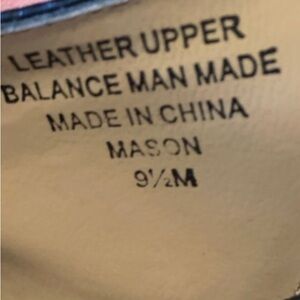 LEATHER UPPER
BALANCE MAN MADE
MADE IN CHINA
MASON
9½M